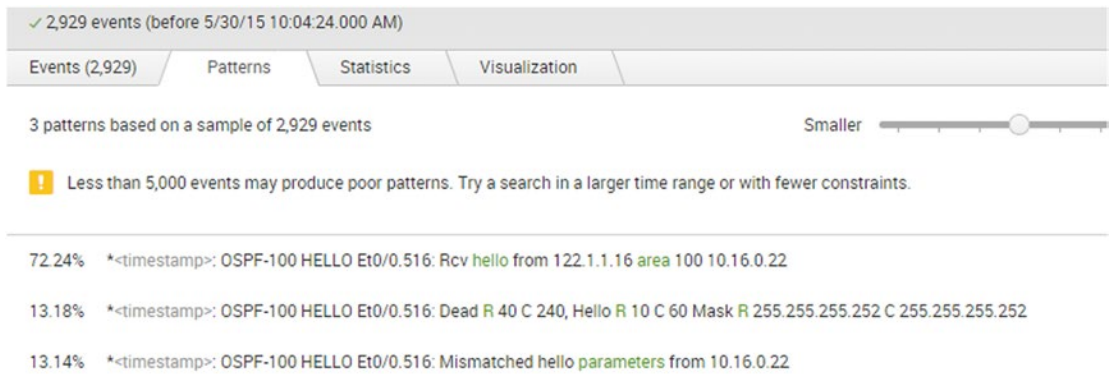 ✓ 2,929 events (before 5/30/15 10:04:24.000 AM)
Events (2,929) Patterns Statistics Visualization
3 patterns based on a sample of 2,929 events Smaller
! Less than 5,000 events may produce poor patterns. Try a search in a larger time range or with fewer constraints.
72.24% *<timestamp>: OSPF-100 HELLO Et0/0.516: Rcv hello from 122.1.1.16 area 100 10.16.0.22
13.18% *<timestamp>: OSPF-100 HELLO Et0/0.516: Dead R 40 C 240, Hello R 10 C 60 Mask R 255.255.255.252 C 255.255.255.252
13.14% *<timestamp>: OSPF-100 HELLO Et0/0.516: Mismatched hello parameters from 10.16.0.22